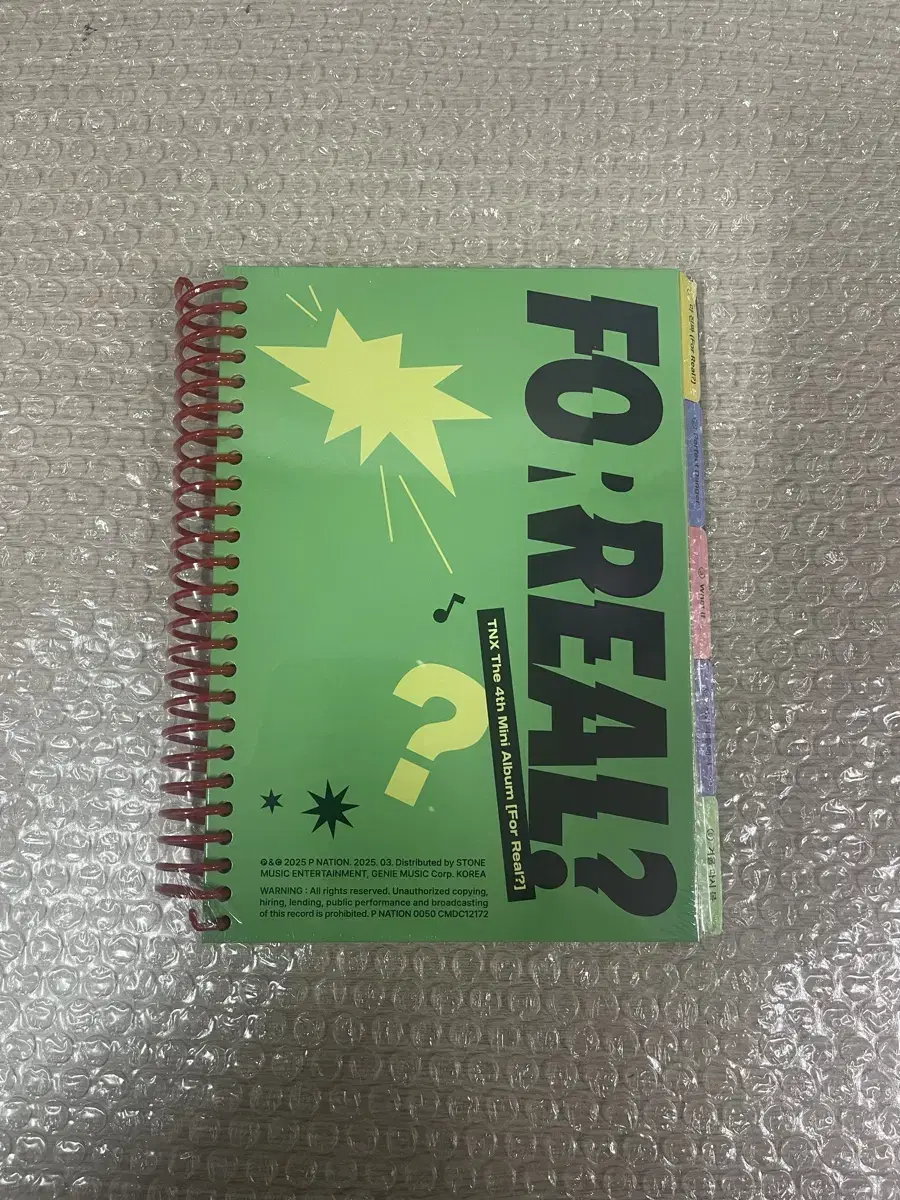 FOR REAL?
TNX The 4th Mini Album [For Real?]
℗&© 2025 P NATION. 2025. 03. Distributed by STONE
MUSIC ENTERTAINMENT, GENIE MUSIC Corp. KOREA
WARNING : All rights reserved. Unauthorized copying,
hiring, lending, public performance and broadcasting
of this record is prohibited. P NATION 0050 CMDC12172
(For Real?)